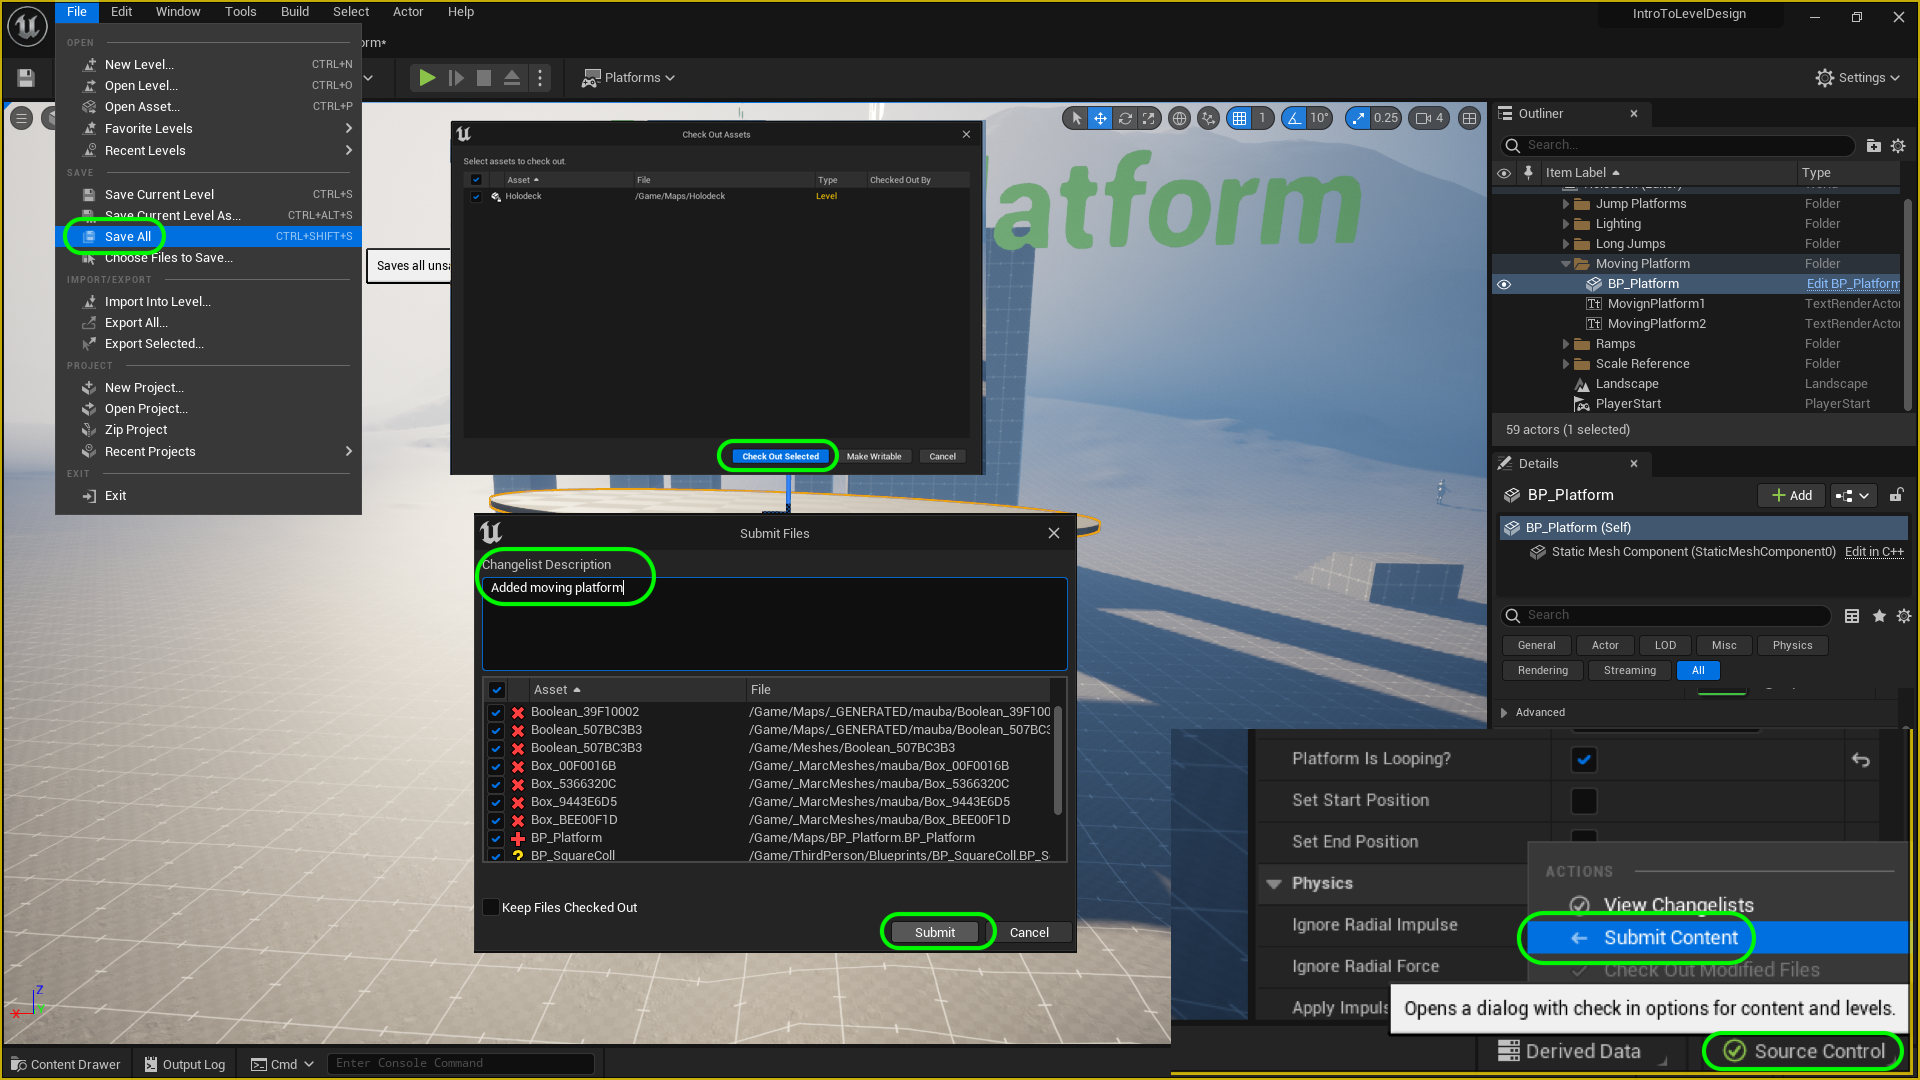 File Edit Window Tools Build Select Actor Help
IntroToLevelDesign
orm*
Platforms
Settings
OPEN
New Level... CTRL+N
Open Level... CTRL+O
Open Asset... CTRL+P
Favorite Levels
Recent Levels
SAVE
Save Current Level CTRL+S
Save Current Level As... CTRL+ALT+S
Save All CTRL+SHIFT+S
Choose Files to Save...
IMPORT/EXPORT
Import Into Level...
Export All...
Export Selected...
PROJECT
New Project...
Open Project...
Zip Project
Recent Projects
EXIT
Exit
Saves all unsa
Check Out Assets
Select assets to check out.
Asset File Type Checked Out By
Holodeck /Game/Maps/Holodeck Level
Check Out Selected Make Writable Cancel
1 10° 0.25 4
latform
Submit Files
Changelist Description
Added moving platform
Asset File
Boolean_39F10002 /Game/Maps/_GENERATED/mauba/Boolean_39F100
Boolean_507BC3B3 /Game/Maps/_GENERATED/mauba/Boolean_507BC3
Boolean_507BC3B3 /Game/Meshes/Boolean_507BC3B3
Box_00F0016B /Game/_MarcMeshes/mauba/Box_00F0016B
Box_5366320C /Game/_MarcMeshes/mauba/Box_5366320C
Box_9443E6D5 /Game/_MarcMeshes/mauba/Box_9443E6D5
Box_BEE00F1D /Game/_MarcMeshes/mauba/Box_BEE00F1D
BP_Platform /Game/Maps/BP_Platform.BP_Platform
BP_SquareColl /Game/ThirdPerson/Blueprints/BP_SquareColl.BP_S
Keep Files Checked Out
Submit Cancel
Z
X
Outliner
Search...
Item Label Type
Jump Platforms Folder
Lighting Folder
Long Jumps Folder
Moving Platform Folder
BP_Platform Edit BP_Platform
MovignPlatform1 TextRenderActor
MovingPlatform2 TextRenderActor
Ramps Folder
Scale Reference Folder
Landscape Landscape
PlayerStart PlayerStart
59 actors (1 selected)
Details
BP_Platform Add
BP_Platform (Self)
Static Mesh Component (StaticMeshComponent0) Edit in C++
Search
General Actor LOD Misc Physics
Rendering Streaming All
Advanced
Platform Is Looping?
Set Start Position
Set End Position
Physics
Ignore Radial Impulse
Ignore Radial Force
Apply Impuls
ACTIONS
View Changelists
Submit Content
Check Out Modified Files
Opens a dialog with check in options for content and levels.
Derived Data Source Control
Content Drawer Output Log Cmd Enter Console Command